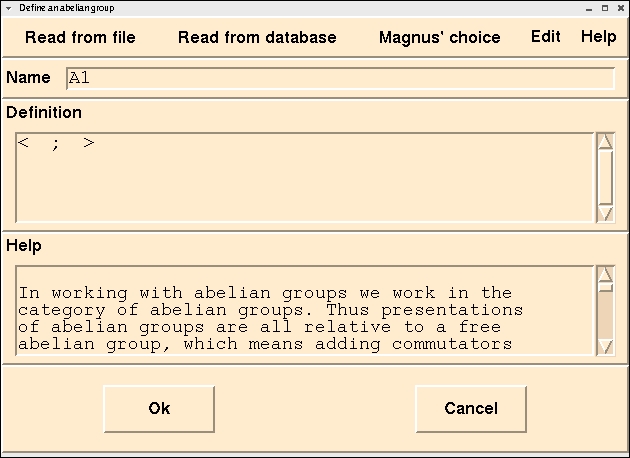 Define an abelian group
Read from file Read from database Magnus' choice Edit Help
Name A1
Definition
< ; >
Help
In working with abelian groups we work in the
category of abelian groups. Thus presentations
of abelian groups are all relative to a free
abelian group, which means adding commutators
Ok Cancel